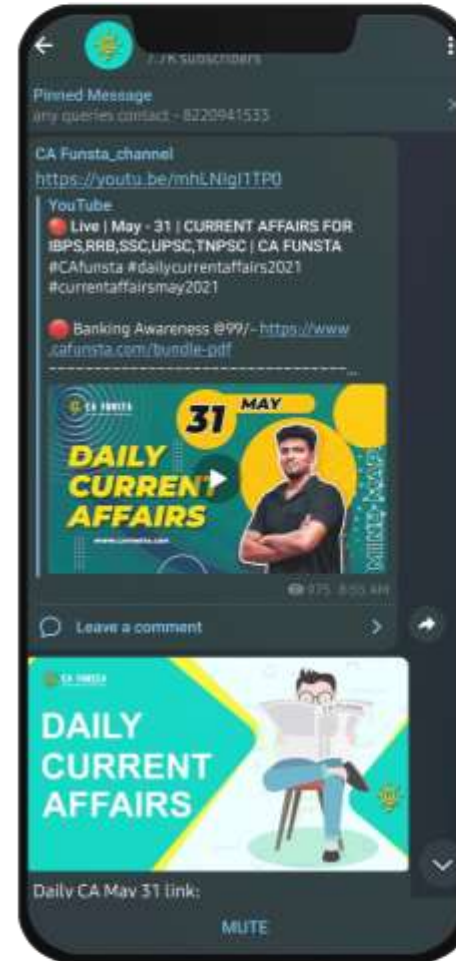 7.7K subscribers
Pinned Message
any queries contact - 8220941533
CA Funsta_channel
https://youtu.be/mhLNigI1TP0
YouTube
🔴 Live | May - 31 | CURRENT AFFAIRS FOR
IBPS,RRB,SSC,UPSC,TNPSC | CA FUNSTA
#CAfunsta #dailycurrentaffairs2021
#currentaffairsmay2021
🔴 Banking Awareness @99/- https://www
.cafunsta.com/bundle-pdf
...
CA FUNSTA
31 MAY
DAILY
CURRENT
AFFAIRS
MIND MAP
975 8:55 AM
Leave a comment
CA FUNSTA
DAILY
CURRENT
AFFAIRS
Daily CA May 31 link:
MUTE